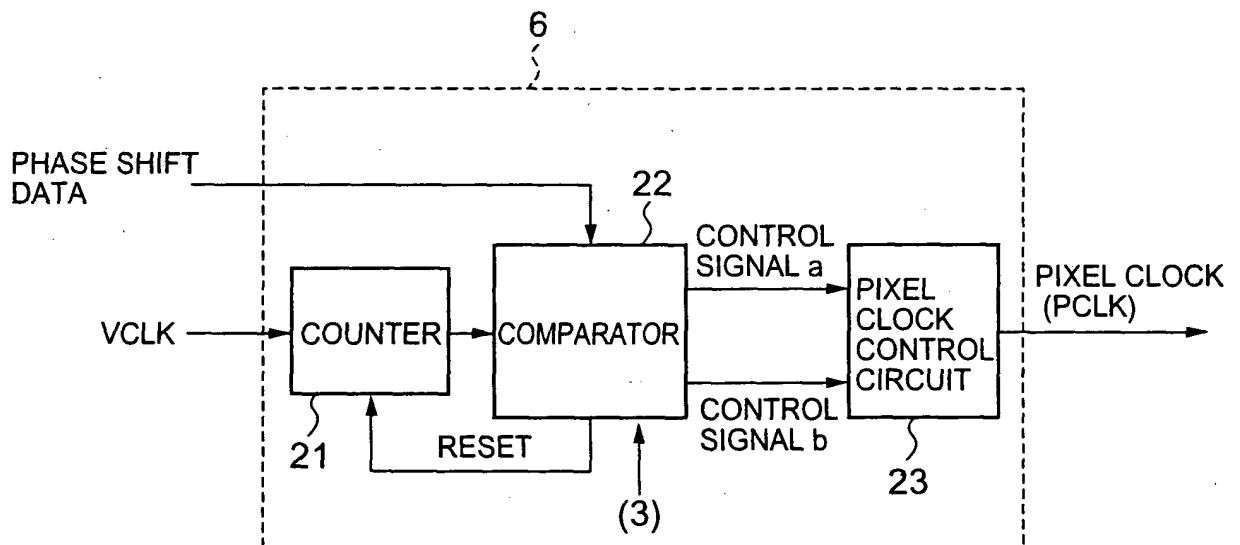 6
PHASE SHIFT
DATA
22
CONTROL
SIGNAL a
PIXEL CLOCK
(PCLK)
VCLK
COUNTER
COMPARATOR
PIXEL
CLOCK
CONTROL
CIRCUIT
21
RESET
CONTROL
SIGNAL b
23
(3)